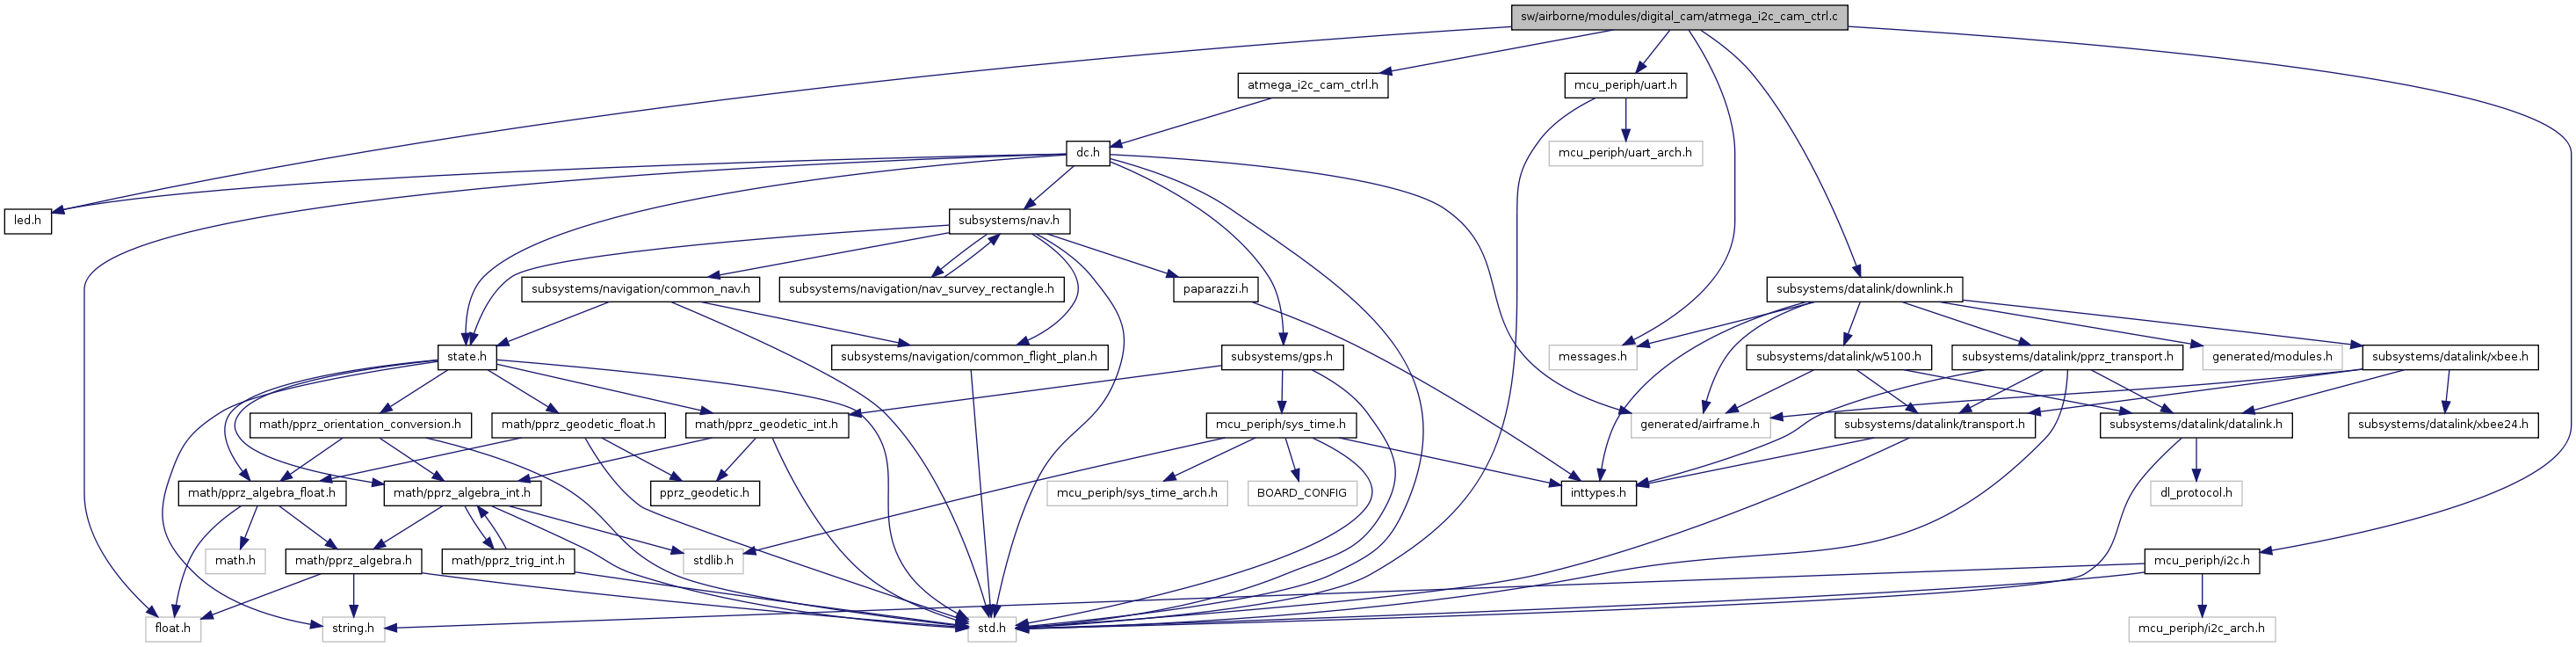 sw/airborne/modules/digital_cam/atmega_i2c_cam_ctrl.c
atmega_i2c_cam_ctrl.h
mcu_periph/uart.h
dc.h
mcu_periph/uart_arch.h
led.h
subsystems/nav.h
subsystems/navigation/common_nav.h
subsystems/navigation/nav_survey_rectangle.h
paparazzi.h
subsystems/datalink/downlink.h
state.h
subsystems/navigation/common_flight_plan.h
subsystems/gps.h
messages.h
subsystems/datalink/w5100.h
subsystems/datalink/pprz_transport.h
generated/modules.h
subsystems/datalink/xbee.h
math/pprz_orientation_conversion.h
math/pprz_geodetic_float.h
math/pprz_geodetic_int.h
mcu_periph/sys_time.h
generated/airframe.h
subsystems/datalink/transport.h
subsystems/datalink/datalink.h
subsystems/datalink/xbee24.h
math/pprz_algebra_float.h
math/pprz_algebra_int.h
pprz_geodetic.h
mcu_periph/sys_time_arch.h
BOARD_CONFIG
inttypes.h
dl_protocol.h
math.h
math/pprz_algebra.h
math/pprz_trig_int.h
stdlib.h
mcu_periph/i2c.h
float.h
string.h
std.h
mcu_periph/i2c_arch.h